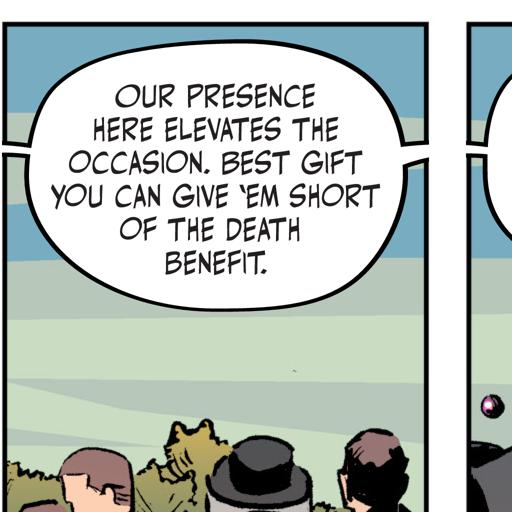 OUR PRESENCE
HERE ELEVATES THE
OCCASION. BEST GIFT
YOU CAN GIVE 'EM SHORT
OF THE DEATH
BENEFIT.